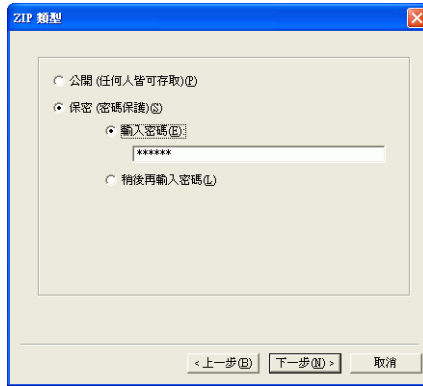 ZIP 類型
公開 (任何人皆可存取)(P)
保密 (密碼保護)(S)
輸入密碼(E):
******
稍後再輸入密碼(L)
< 上一步(B)
下一步(N) >
取消